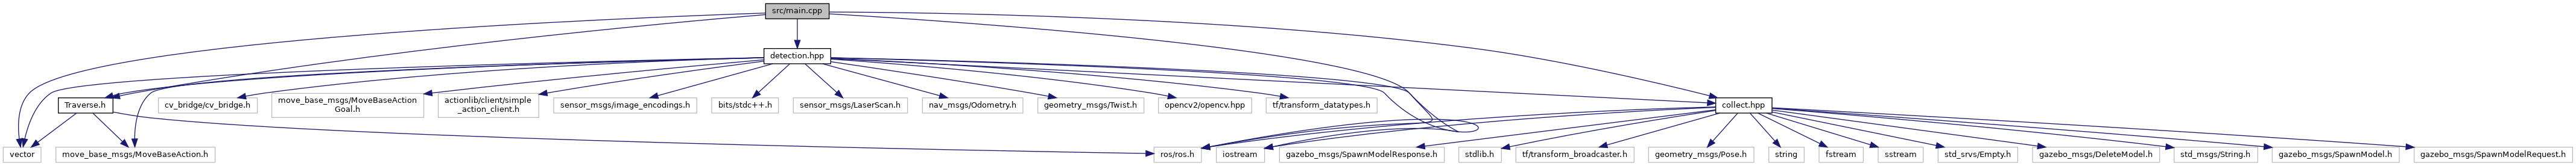 src/main.cpp
detection.hpp
Traverse.h
cv_bridge/cv_bridge.h
move_base_msgs/MoveBaseAction
Goal.h
actionlib/client/simple
_action_client.h
sensor_msgs/image_encodings.h
bits/stdc++.h
sensor_msgs/LaserScan.h
nav_msgs/Odometry.h
geometry_msgs/Twist.h
opencv2/opencv.hpp
tf/transform_datatypes.h
collect.hpp
vector
move_base_msgs/MoveBaseAction.h
ros/ros.h
iostream
gazebo_msgs/SpawnModelResponse.h
stdlib.h
tf/transform_broadcaster.h
geometry_msgs/Pose.h
string
fstream
sstream
std_srvs/Empty.h
gazebo_msgs/DeleteModel.h
std_msgs/String.h
gazebo_msgs/SpawnModel.h
gazebo_msgs/SpawnModelRequest.h